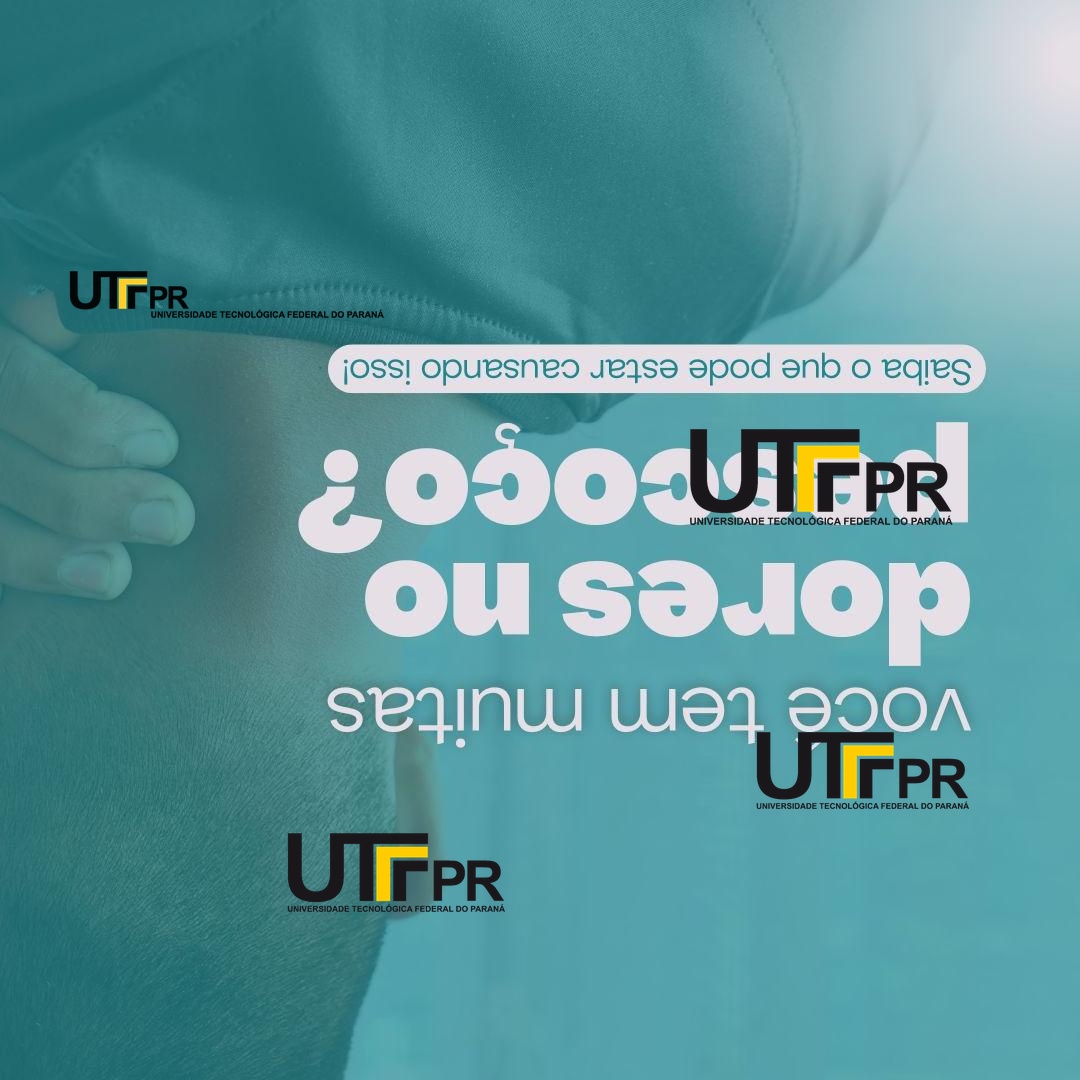 você tem muitas
dores no
pescoço?
Saiba o que pode estar causando isso!
UTFPR
UNIVERSIDADE TECNOLÓGICA FEDERAL DO PARANÁ
UTFPR
UNIVERSIDADE TECNOLÓGICA FEDERAL DO PARANÁ
UTFPR
UNIVERSIDADE TECNOLÓGICA FEDERAL DO PARANÁ
UTFPR
UNIVERSIDADE TECNOLÓGICA FEDERAL DO PARANÁ